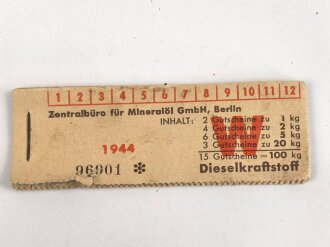 1 2 3 4 5 6 7 8 9 10 11 12
Zentralbüro für Mineralöl GmbH, Berlin
INHALT: 2 Gutscheine zu 1 kg
4 Gutscheine zu 2 kg
6 Gutscheine zu 5 kg
3 Gutscheine zu 20 kg
15 Gutscheine = 100 kg
W
1944
96901 ✻
Dieselkraftstoff